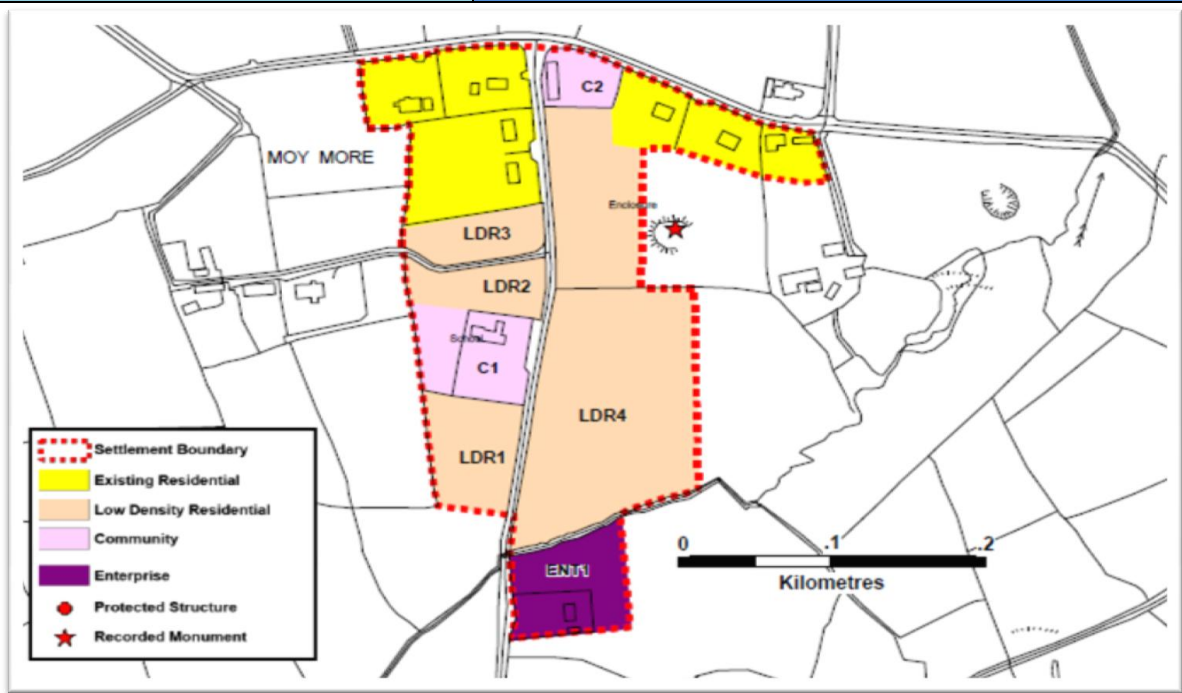 C2
MOY MORE
Enclosure
LDR3
LDR2
School
C1
LDR4
LDR1
ENT1
Settlement Boundary
Existing Residential
Low Density Residential
Community
Enterprise
Protected Structure
Recorded Monument
0 .1 .2
Kilometres